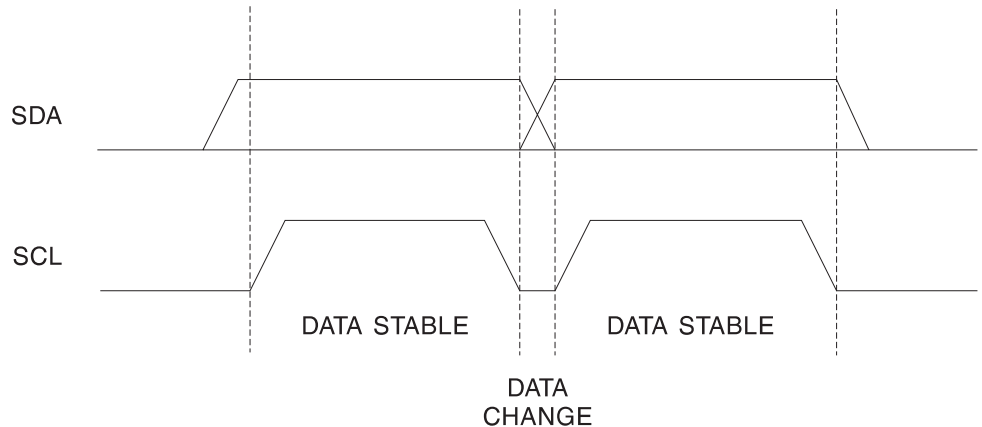 SDA
SCL
DATA STABLE
DATA STABLE
DATA
CHANGE